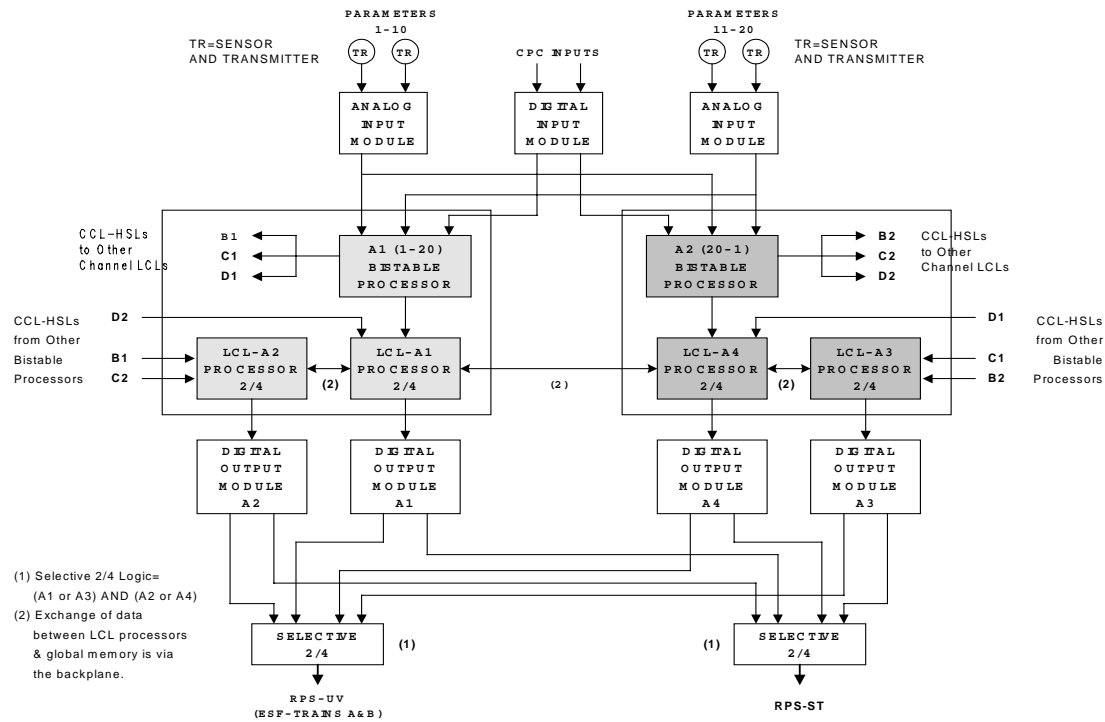 PARAMETERS
1-10
PARAMETERS
11-20
TR=SENSOR
AND TRANSMITTER
TR
TR
CPC INPUTS
TR
TR
TR=SENSOR
AND TRANSMITTER
ANALOG
INPUT
MODULE
DIGITAL
INPUT
MODULE
ANALOG
INPUT
MODULE
CCL-HSLs
to Other
Channel LCLs
B1
C1
D1
A1 (1-20)
BISTABLE
PROCESSOR
A2 (20-1)
BISTABLE
PROCESSOR
B2
C2
D2
CCL-HSLs
to Other
Channel LCLs
CCL-HSLs
from Other
Bistable
Processors
D2
B1
C2
LCL-A2
PROCESSOR
2/4
(2)
LCL-A1
PROCESSOR
2/4
(2)
LCL-A4
PROCESSOR
2/4
(2)
LCL-A3
PROCESSOR
2/4
D1
C1
B2
CCL-HSLs
from Other
Bistable
Processors
DIGITAL
OUTPUT
MODULE
A2
DIGITAL
OUTPUT
MODULE
A1
DIGITAL
OUTPUT
MODULE
A4
DIGITAL
OUTPUT
MODULE
A3
(1) Selective 2/4 Logic=
(A1 or A3) AND (A2 or A4)
(2) Exchange of data
between LCL processors
& global memory is via
the backplane.
SELECTIVE
2/4
(1)
(1)
SELECTIVE
2/4
RPS-UV
(ESF-TRAINS A&B)
RPS-ST